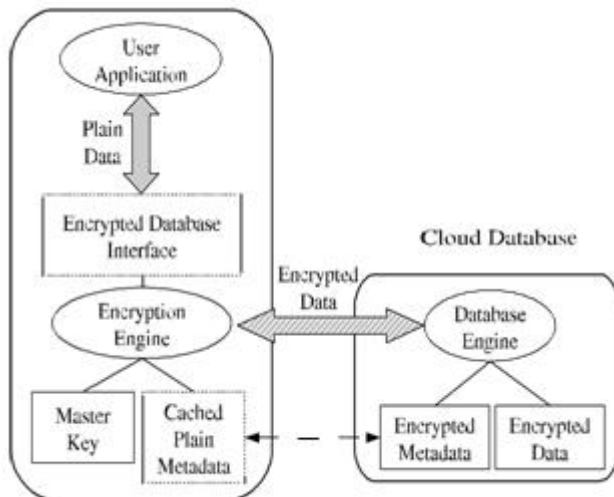 User
Application
Plain
Data
Encrypted Database
Interface
Encryption
Engine
Master
Key
Cached
Plain
Metadata
Encrypted
Data
Cloud Database
Database
Engine
Encrypted
Metadata
Encrypted
Data